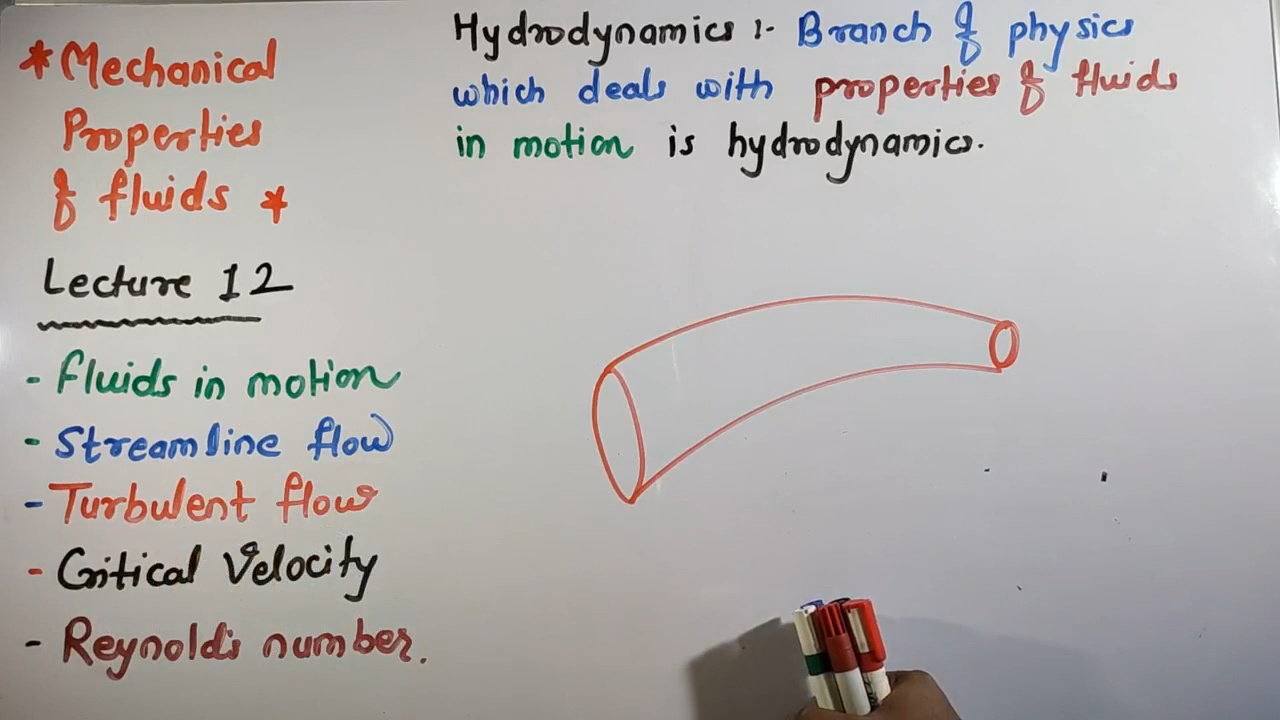 * Mechanical
Properties
of fluids *
Lecture 12
- Fluids in motion
- Streamline flow
- Turbulent flow
- Critical Velocity
- Reynold's number.
Hydrodynamics :- Branch of physics
which deals with properties of fluids
in motion is hydrodynamics.